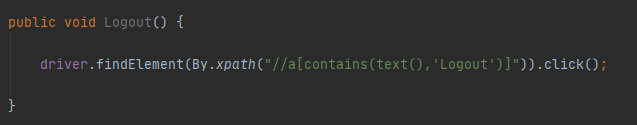 public void Logout() {
driver.findElement(By.xpath("//a[contains(text(),'Logout')]")).click();
}